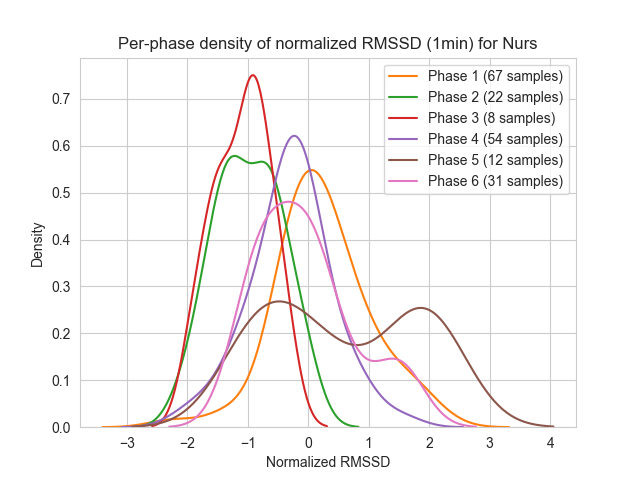 Per-phase density of normalized RMSSD (1min) for Nurs
Phase 1 (67 samples)
Phase 2 (22 samples)
Phase 3 (8 samples)
Phase 4 (54 samples)
Phase 5 (12 samples)
Phase 6 (31 samples)
Density
0.7
0.6
0.5
0.4
0.3
0.2
0.1
0.0
−3 −2 −1 0 1 2 3 4
Normalized RMSSD